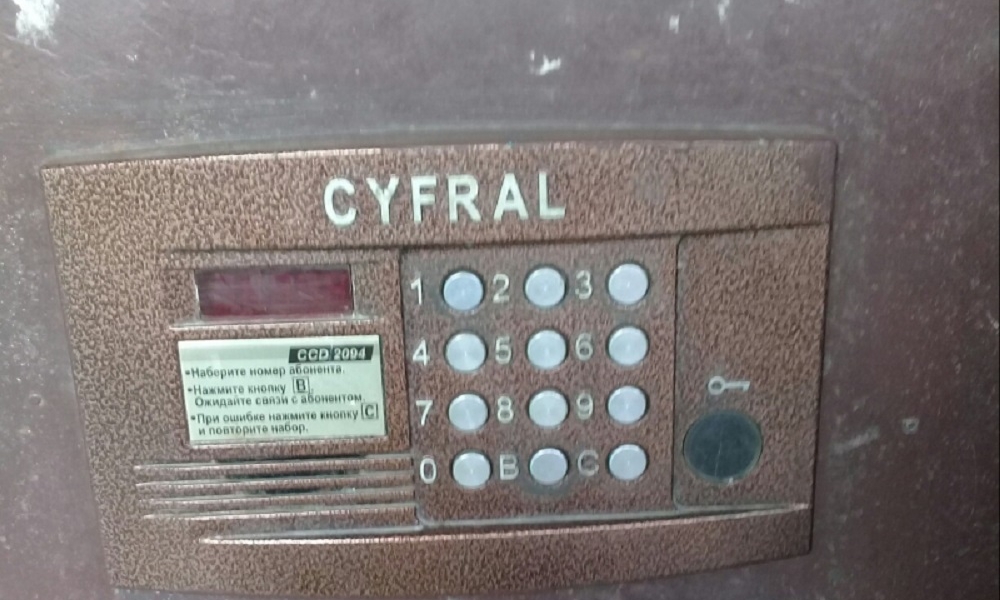 CYFRAL
CCD 2094
•Наберите номер абонента.
•Нажмите кнопку B.
Ожидайте связи с абонентом.
•При ошибке нажмите кнопку C
и повторите набор.
1 2 3
4 5 6
7 8 9
0 B C